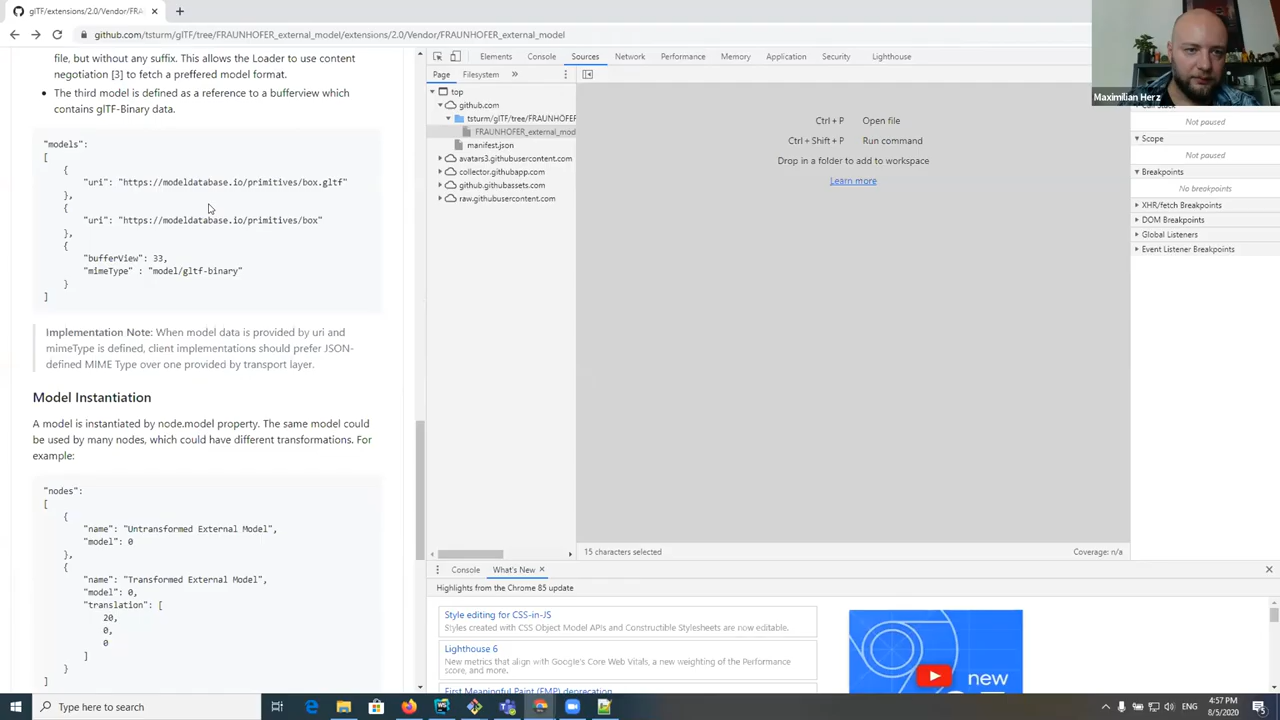 glTF/extensions/2.0/Vendor/FRA
github.com/tsturm/glTF/tree/FRAUNHOFER_external_model/extensions/2.0/Vendor/FRAUNHOFER_external_model
Maximilian Herz
file, but without any suffix. This allows the Loader to use content
negotiation [3] to fetch a preffered model format.
The third model is defined as a reference to a bufferview which
contains glTF-Binary data.
"models":
[
{
"uri": "https://modeldatabase.io/primitives/box.gltf"
},
{
"uri": "https://modeldatabase.io/primitives/box"
},
{
"bufferView": 33,
"mimeType" : "model/gltf-binary"
}
]
Implementation Note: When model data is provided by uri and
mimeType is defined, client implementations should prefer JSON-
defined MIME Type over one provided by transport layer.
Model Instantiation
A model is instantiated by node.model property. The same model could
be used by many nodes, which could have different transformations. For
example:
"nodes":
[
{
"name": "Untransformed External Model",
"model": 0
},
{
"name": "Transformed External Model",
"model": 0,
"translation": [
20,
0,
0
]
}
]
Elements Console Sources Network Performance Memory Application Security Lighthouse
Page Filesystem »
top
github.com
tsturm/glTF/tree/FRAUNHOFE
FRAUNHOFER_external_mod
manifest.json
avatars3.githubusercontent.com
collector.githubapp.com
github.githubassets.com
raw.githubusercontent.com
Ctrl + P Open file
Ctrl + Shift + P Run command
Drop in a folder to add to workspace
Learn more
15 characters selected
Coverage: n/a
Call Stack
Not paused
Scope
Not paused
Breakpoints
No breakpoints
XHR/fetch Breakpoints
DOM Breakpoints
Global Listeners
Event Listener Breakpoints
Console What's New
Highlights from the Chrome 85 update
Style editing for CSS-in-JS
Styles created with CSS Object Model APIs and Constructible Stylesheets are now editable.
Lighthouse 6
New metrics that align with Google's Core Web Vitals, a new weighting of the Performance
score, and more.
First Meaningful Paint (FMP) deprecation
new
Type here to search
ENG
4:57 PM
8/5/2020